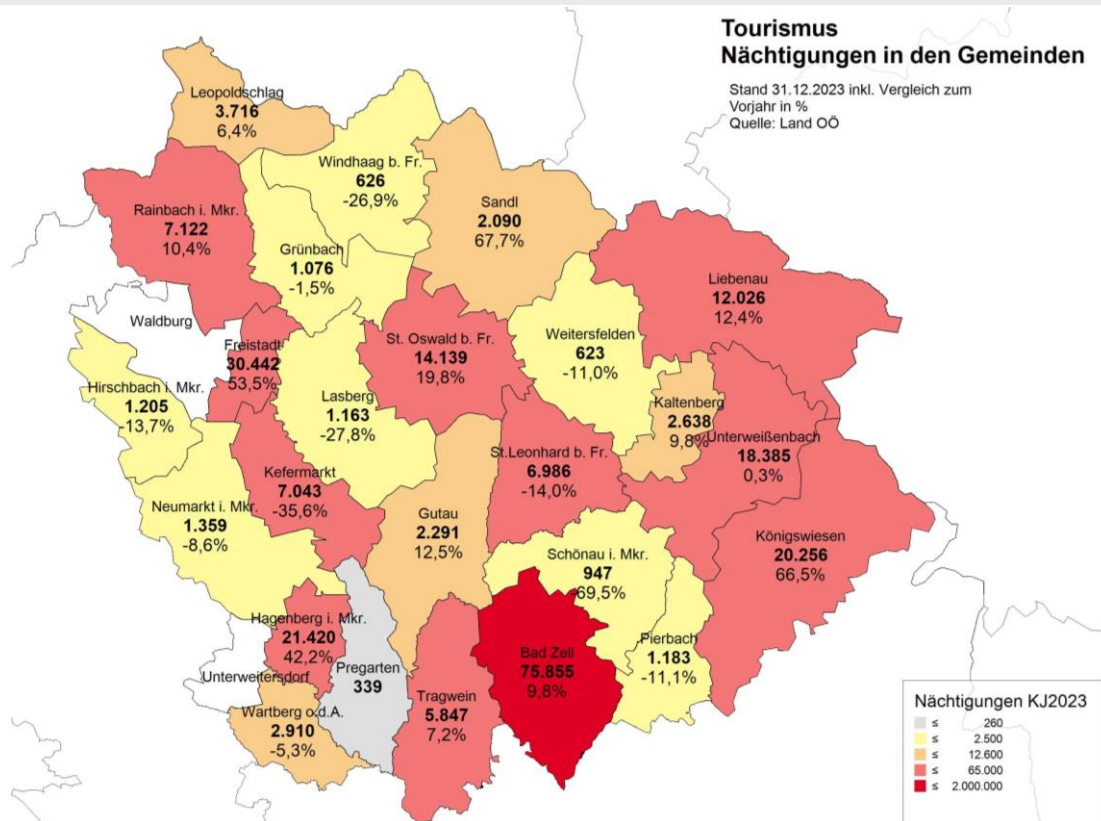 Tourismus
Nächtigungen in den Gemeinden
Stand 31.12.2023 inkl. Vergleich zum
Vorjahr in %
Quelle: Land OÖ
Leopoldschlag
3.716
6,4%
Windhaag b. Fr.
626
-26,9%
Sandl
2.090
67,7%
Rainbach i. Mkr.
7.122
10,4%
Grünbach
1.076
-1,5%
Liebenau
12.026
12,4%
Waldburg
Freistadt
30.442
53,5%
St. Oswald b. Fr.
14.139
19,8%
Weitersfelden
623
-11,0%
Hirschbach i. Mkr.
1.205
-13,7%
Lasberg
1.163
-27,8%
Kaltenberg
2.638
9,8%
Unterweißenbach
18.385
0,3%
St.Leonhard b. Fr.
6.986
-14,0%
Kefermarkt
7.043
-35,6%
Neumarkt i. Mkr.
1.359
-8,6%
Gutau
2.291
12,5%
Königswiesen
20.256
66,5%
Schönau i. Mkr.
947
-69,5%
Hagenberg i. Mkr.
21.420
42,2%
Pierbach
1.183
-11,1%
Bad Zell
75.855
9,8%
Pregarten
339
Unterweitersdorf
Tragwein
5.847
7,2%
Wartberg o.d.A.
2.910
-5,3%
Nächtigungen KJ2023
≤ 260
≤ 2.500
≤ 12.600
≤ 65.000
≤ 2.000.000